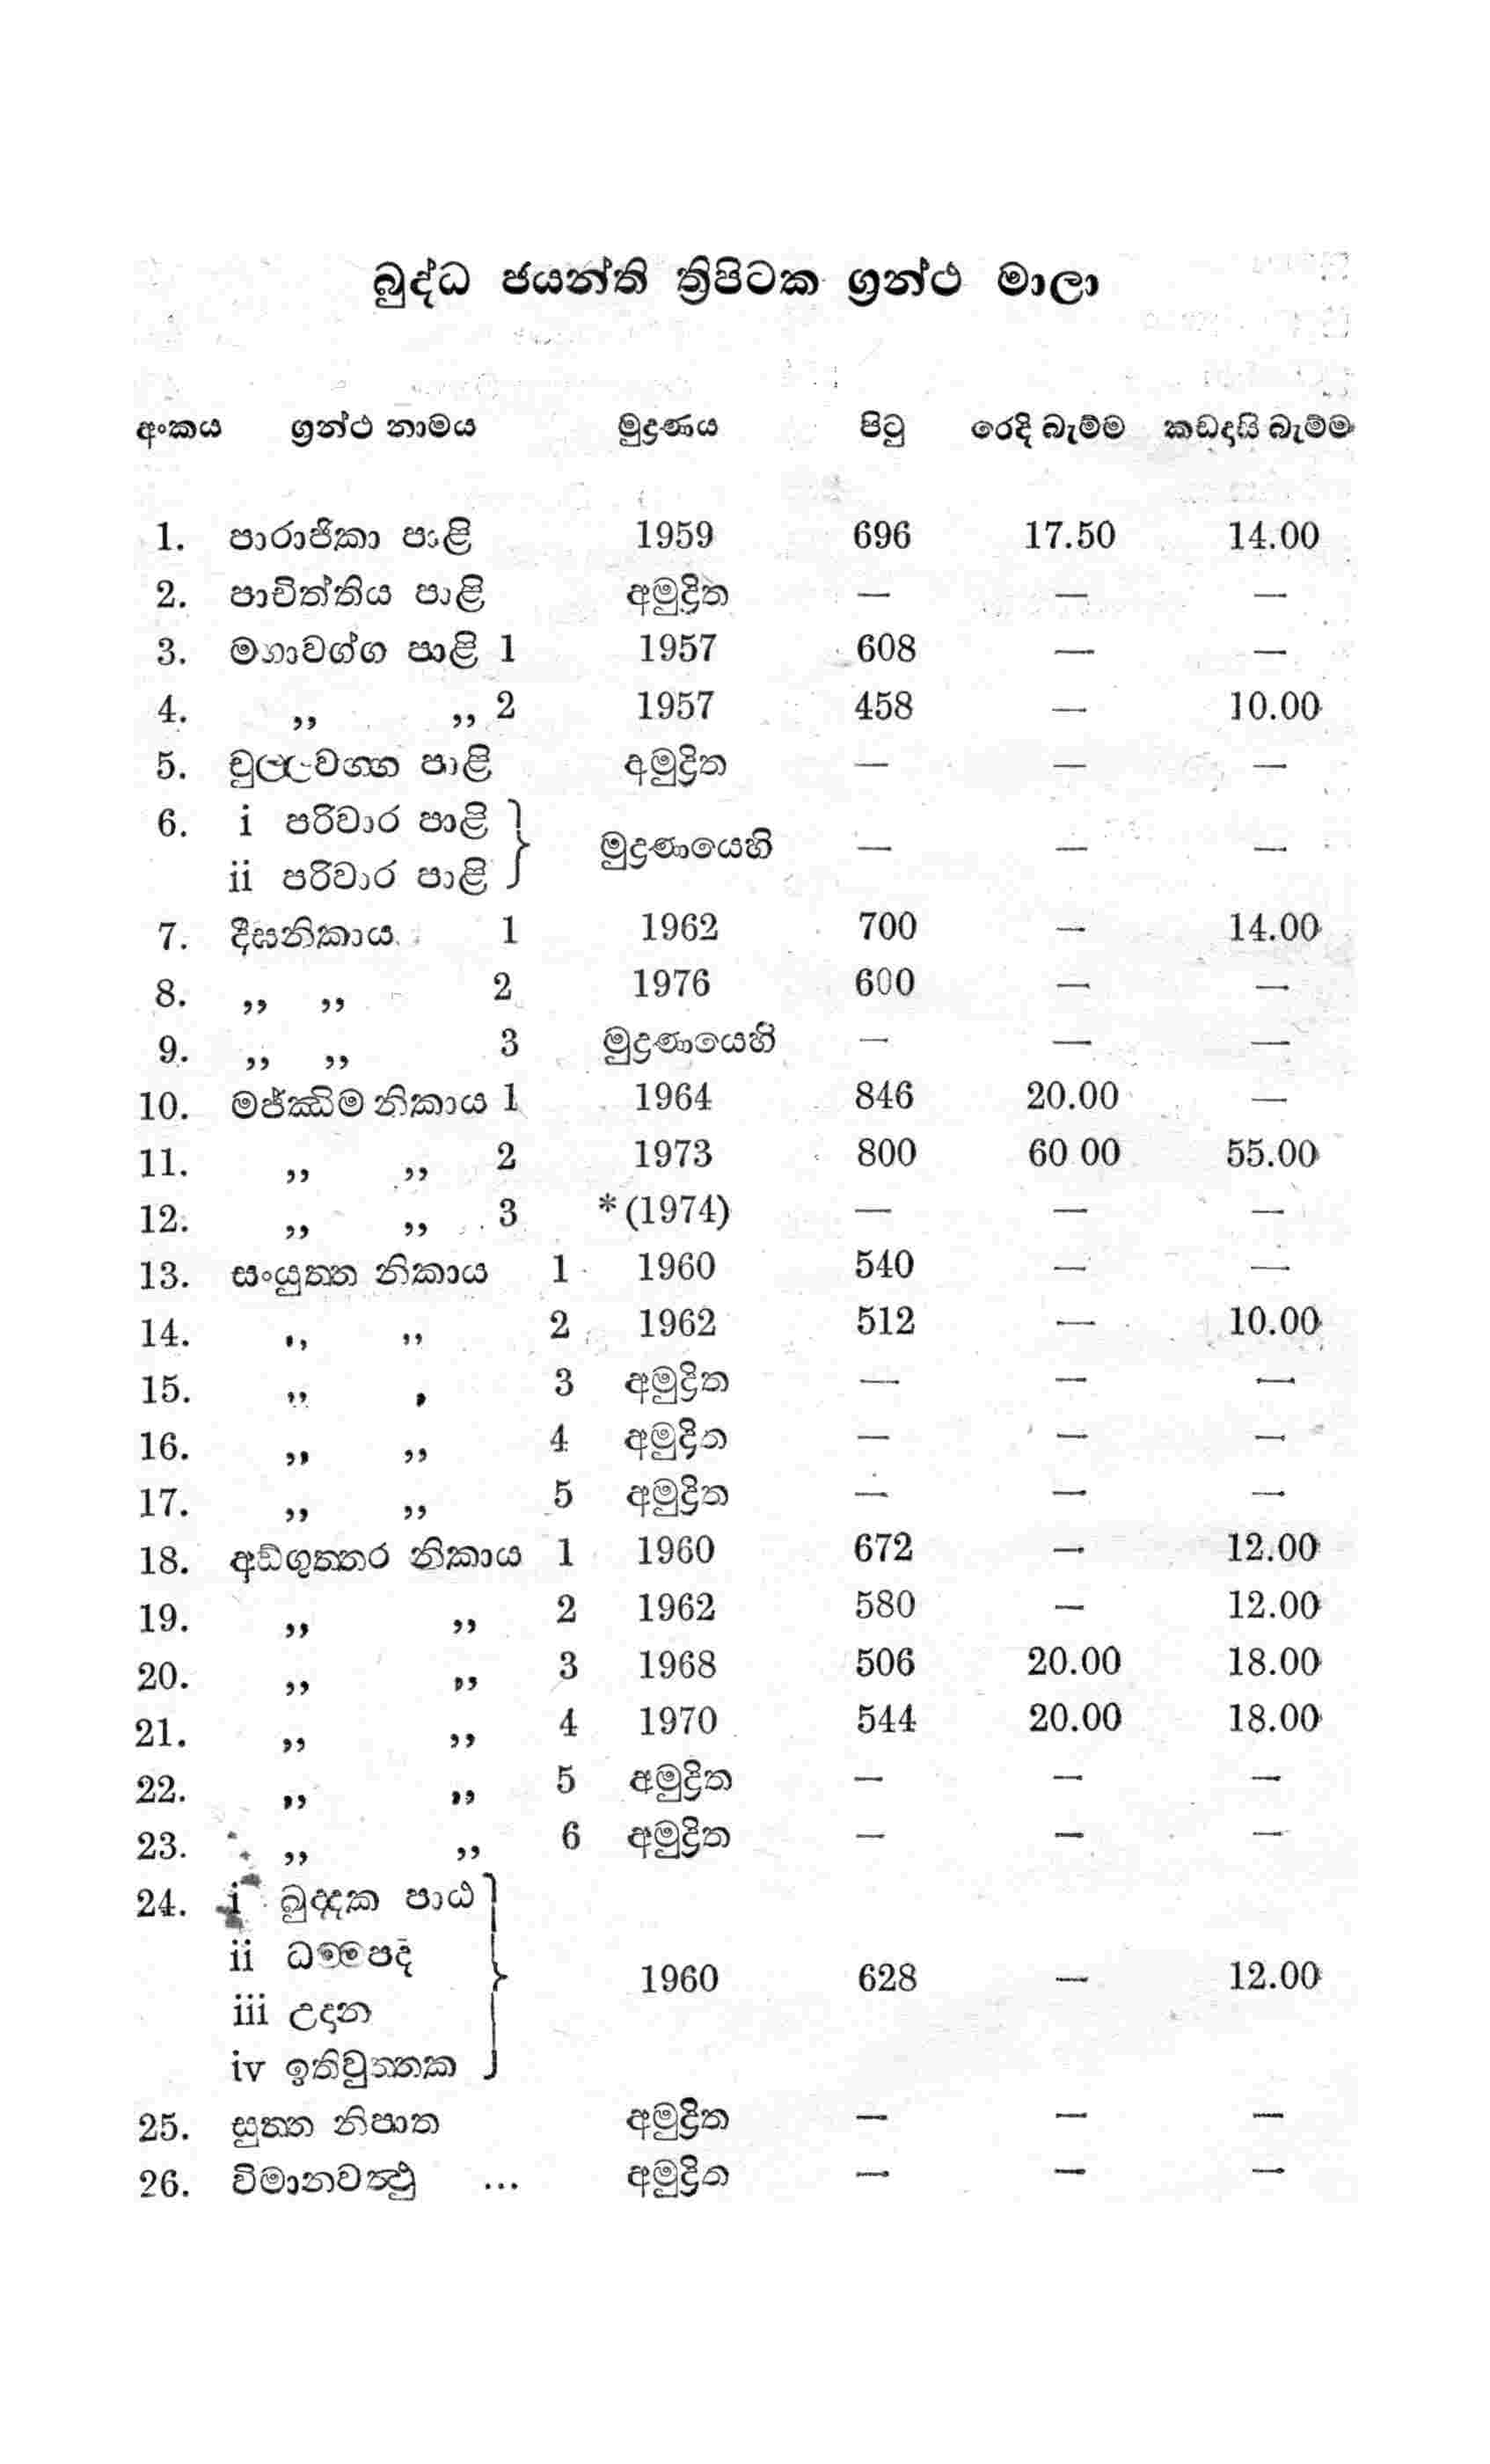 බුද්ධ ජයන්ති ත්‍රිපිටක ග්‍රන්ථ මාලා
අංකය ග්‍රන්ථ නාමය මුද්‍රණය පිටු රෙදි බැම්ම කඩදාසි බැම්ම
1. පාරාජිකා පාළි 1959 696 17.50 14.00
2. පාචිත්තිය පාළි අමුද්‍රිත — — —
3. මහාවග්ග පාළි 1 1957 608 — —
4. ,, ,, 2 1957 458 — 10.00
5. චුල්ලවග්ග පාළි අමුද්‍රිත — — —
6. i පරිවාර පාළි
මුද්‍රණයෙහි — — —
ii පරිවාර පාළි
7. දීඝනිකාය 1 1962 700 — 14.00
8. ,, ,, 2 1976 600 — —
9. ,, ,, 3 මුද්‍රණයෙහි — — —
10. මජ්ඣිම නිකාය 1 1964 846 20.00 —
11. ,, ,, 2 1973 800 60 00 55.00
12. ,, ,, 3 *(1974) — — —
13. සංයුත්ත නිකාය 1 1960 540 — —
14. ,, ,, 2 1962 512 — 10.00
15. ,, , 3 අමුද්‍රිත — — —
16. ,, ,, 4 අමුද්‍රිත — — —
17. ,, ,, 5 අමුද්‍රිත — — —
18. අඞ්ගුත්තර නිකාය 1 1960 672 — 12.00
19. ,, ,, 2 1962 580 — 12.00
20. ,, ,, 3 1968 506 20.00 18.00
21. ,, ,, 4 1970 544 20.00 18.00
22. ,, ,, 5 අමුද්‍රිත — — —
23. ,, ,, 6 අමුද්‍රිත — — —
24. i ඛුද්දක පාඨ
ii ධම්මපද
1960 628 — 12.00
iii උදාන
iv ඉතිවුත්තක
25. සුත්ත නිපාත අමුද්‍රිත — — —
26. විමානවත්ථු ... අමුද්‍රිත — — —